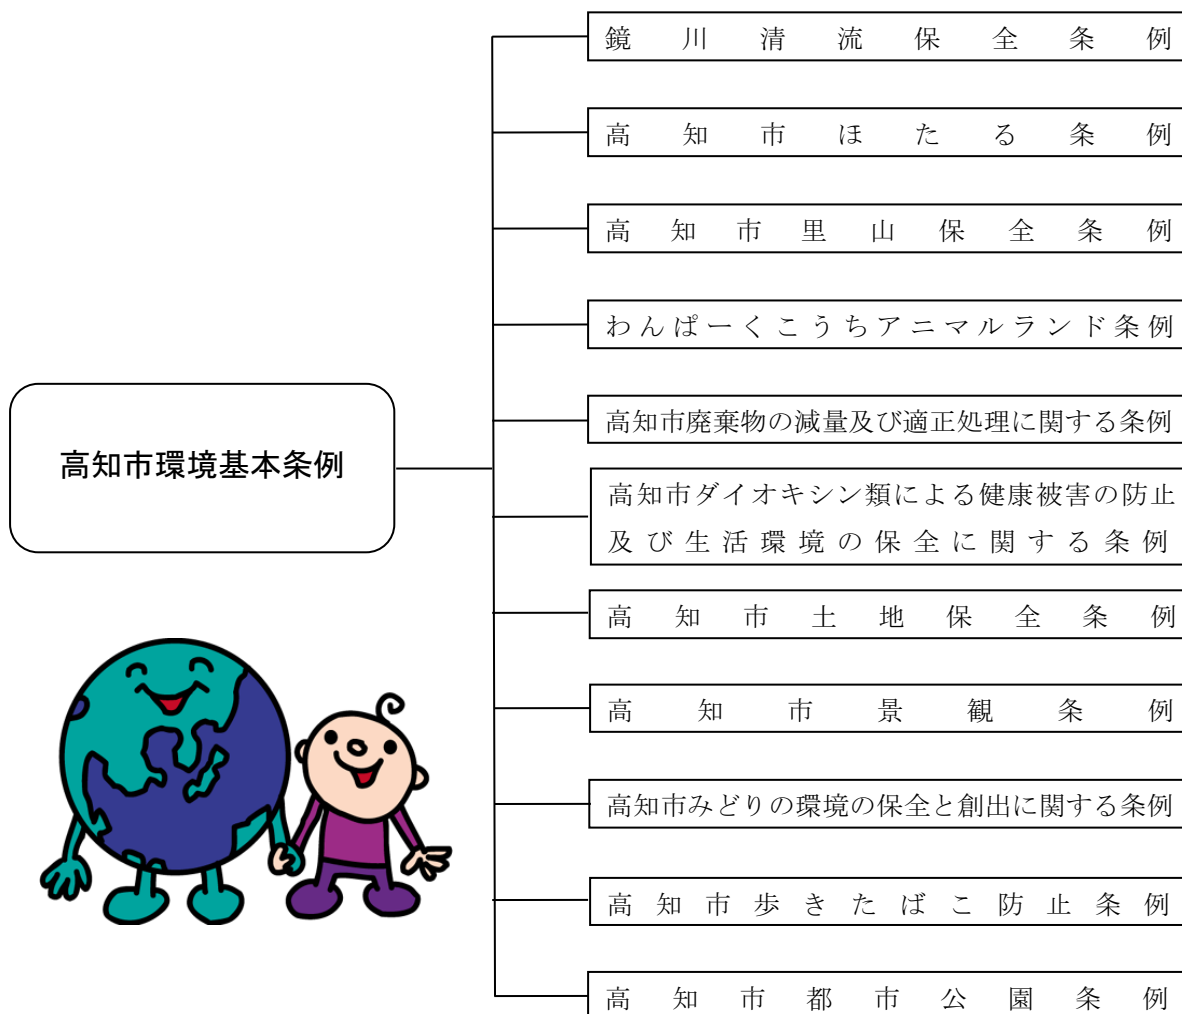 鏡川清流保全条例
高知市ほたる条例
高知市里山保全条例
わんぱーくこうちアニマルランド条例
高知市廃棄物の減量及び適正処理に関する条例
高知市環境基本条例
高知市ダイオキシン類による健康被害の防止
及び生活環境の保全に関する条例
高知市土地保全条例
高知市景観条例
高知市みどりの環境の保全と創出に関する条例
高知市歩きたばこ防止条例
高知市都市公園条例